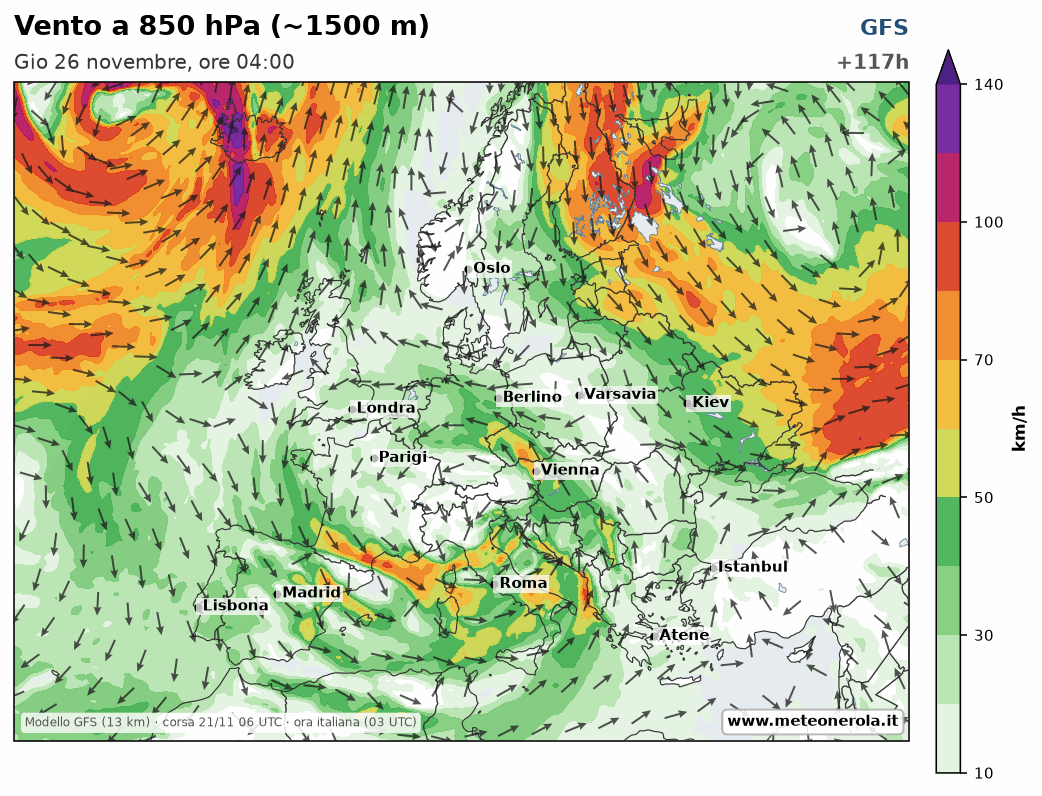 Vento a 850 hPa (~1500 m)
GFS
Gio 26 novembre, ore 04:00
+117h
140
100
70
50
30
10
km/h
Oslo
Berlino
Varsavia
Kiev
Londra
Parigi
Vienna
Istanbul
Roma
Madrid
Lisbona
Atene
Modello GFS (13 km) · corsa 21/11 06 UTC · ora italiana (03 UTC)
www.meteonerola.it